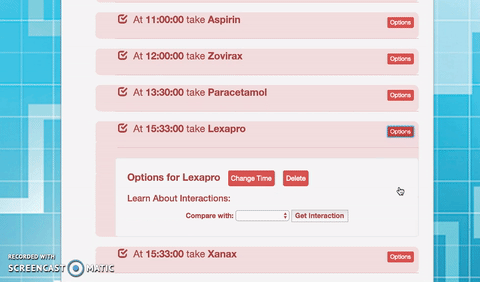 At 11:00:00 take Aspirin
Options
At 12:00:00 take Zovirax
Options
At 13:30:00 take Paracetamol
Options
At 15:33:00 take Lexapro
Options
Options for Lexapro Change Time Delete
Learn About Interactions:
Compare with: Get Interaction
At 15:33:00 take Xanax
Options
RECORDED WITH
SCREENCAST MATIC